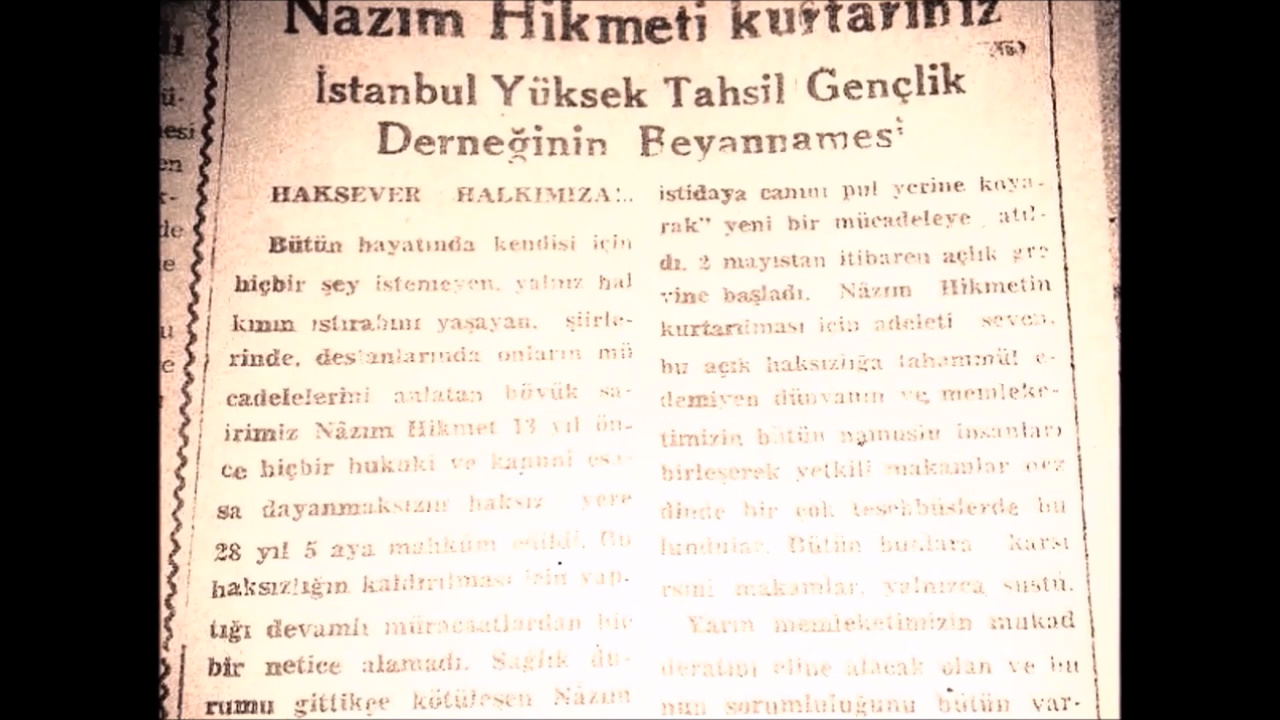 Nazım Hikmeti kurtarınız
İstanbul Yüksek Tahsil Gençlik
Derneğinin Beyannamesi
HAKSEVER HALKIMIZA!..
Bütün hayatında kendisi için
hiçbir şey istemeyen, yalnız hal
kının ıstırabını yaşayan, şiirle-
rinde, destanlarında onların mü
cadelelerini anlatan büyük şa-
irimiz Nâzım Hikmet 13 yıl ön-
ce hiçbir hukuki ve kanuni esa-
sa dayanmaksızın haksız yere
28 yıl 5 aya mahkûm edildi. Bu
haksızlığın kaldırılması için yap-
tığı devamlı müracaatlardan hiç
bir netice alamadı. Sağlık du-
rumu gittikçe kötüleşen Nâzım
istidaya canını pul yerine koya-
rak" yeni bir mücadeleye atıl-
dı. 2 mayıstan itibaren açlık gre
vine başladı. Nâzım Hikmetin
kurtarılması için adeleti seven,
bu açık haksızlığa tahammül e-
demiyen dünyanın ve memleke-
timizin bütün namuslu insanları
birleşerek yetkili makamlar nez
dinde bir çok teşebbüslerde bu
lundular. Bütün bunlara karşı
resmi makamlar, yalnızca sustu.
Yarın memleketimizin mukad
deratını eline alacak olan ve bu
nun sorumluluğunu bütün var-